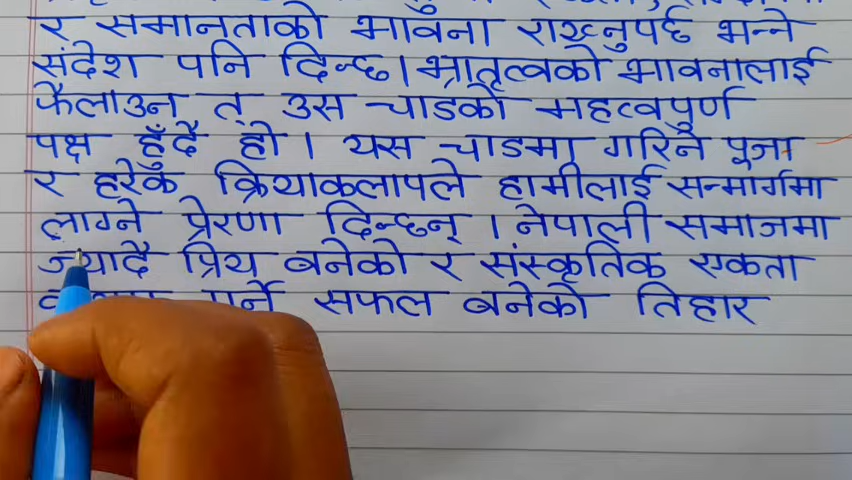 र समानताको भावना राख्नुपर्छ भन्ने
संदेश पनि दिन्छ। भ्रातृत्वको भावनालाई
फैलाउन त उस चाडको महत्वपुर्ण
पक्ष हुँदै हो। यस चाडमा गरिने पूजा
र हरेक क्रियाकलापले हामीलाई सन्मार्गमा
लाग्ने प्रेरणा दिन्छन्। नेपाली समाजमा
ज्यादै प्रिय बनेको र संस्कृतिक एकता
गर्ने सफल बनेको तिहार